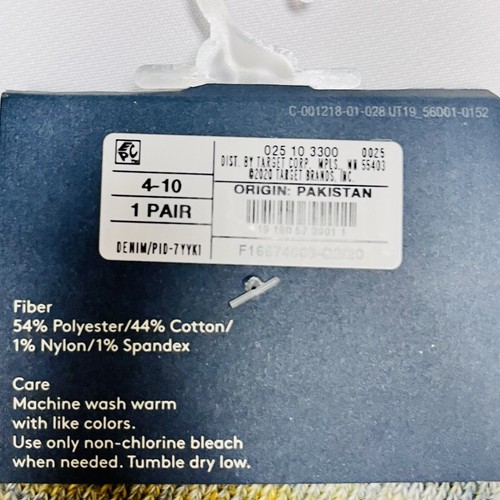 C-001218-01-028 UT19_56D01-0152
EPC
025 10 3300 0025
DIST. BY TARGET CORP. MPLS, MN 55403
©2020 TARGET BRANDS, INC.
4-10
ORIGIN: PAKISTAN
1 PAIR
DENIM/PID-7YYK1
Fiber
54% Polyester/44% Cotton/
1% Nylon/1% Spandex
Care
Machine wash warm
with like colors.
Use only non-chlorine bleach
when needed. Tumble dry low.